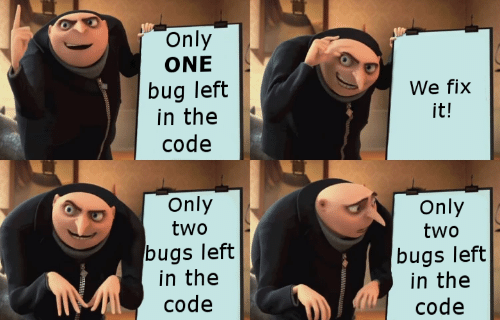 Only
ONE
bug left
in the
code
We fix
it!
Only
two
bugs left
in the
code
Only
two
bugs left
in the
code